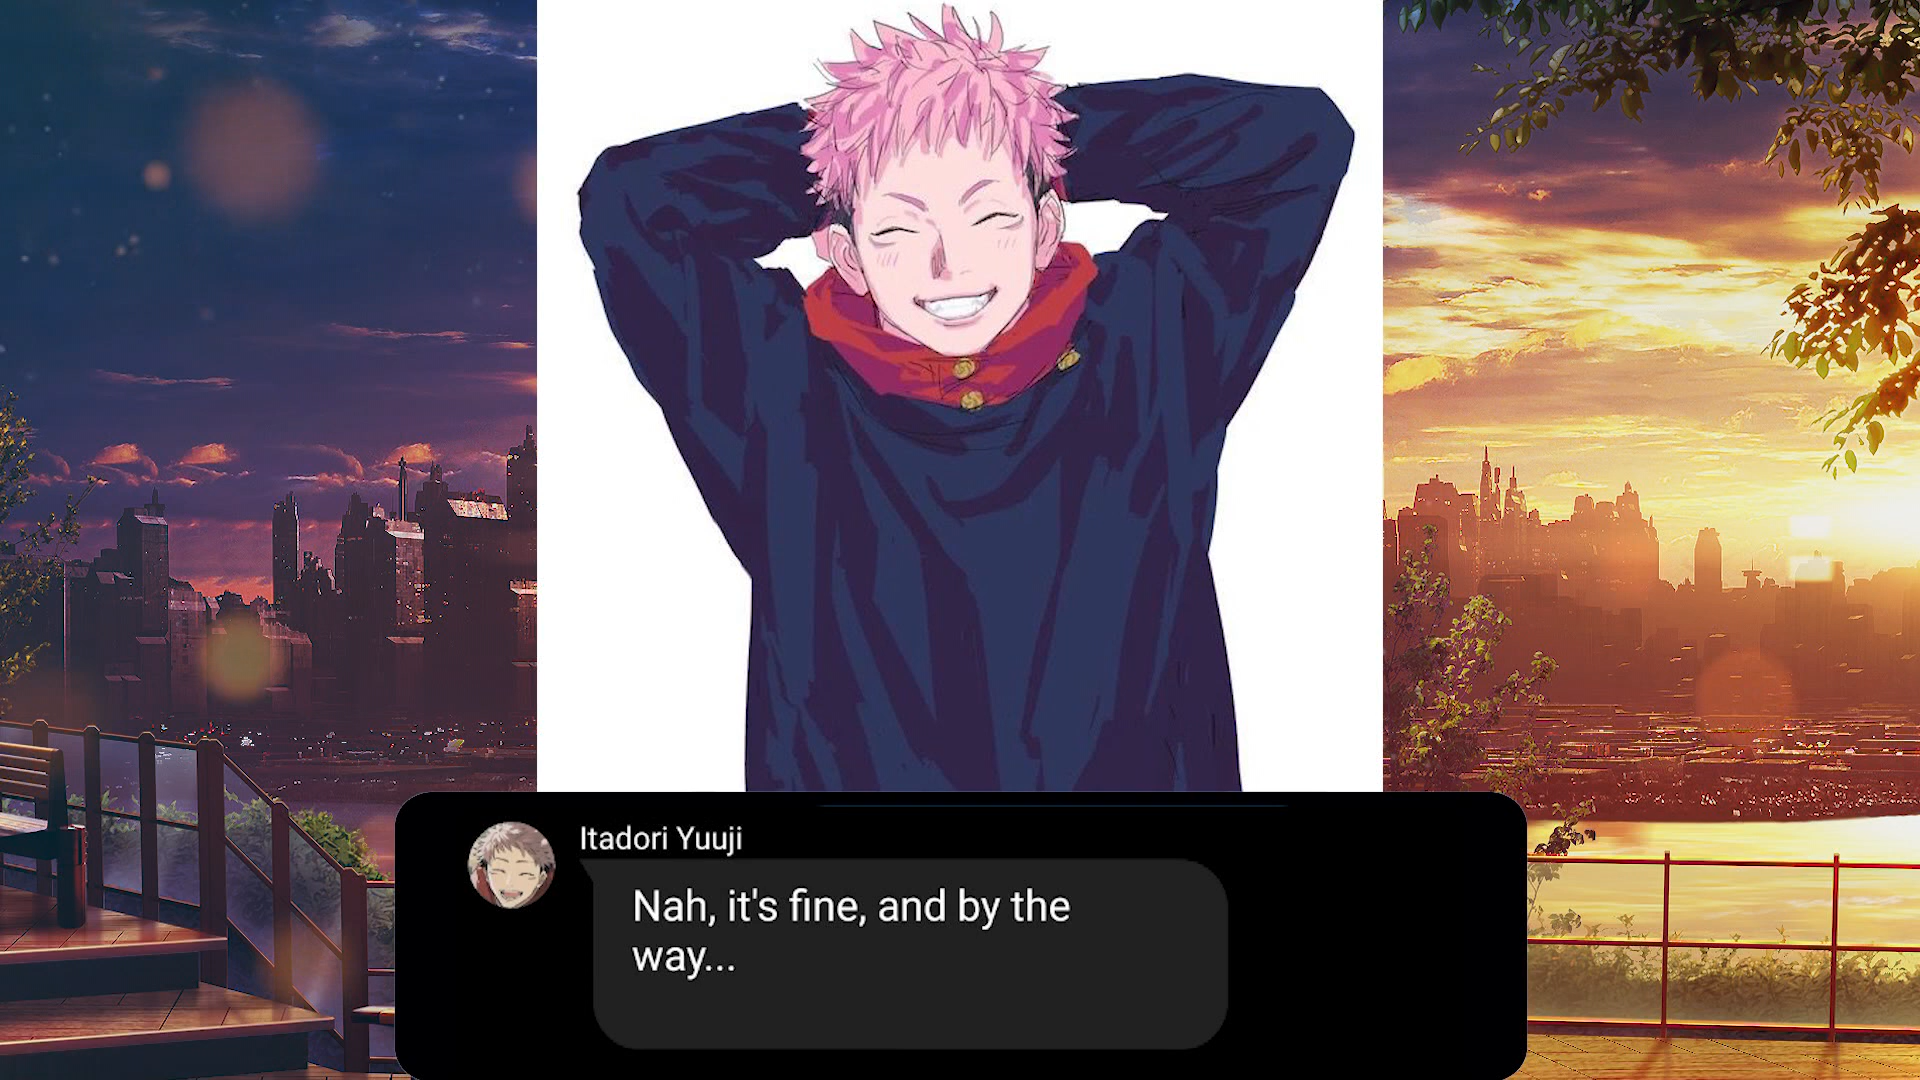 Itadori Yuuji
Nah, it's fine, and by the
way...